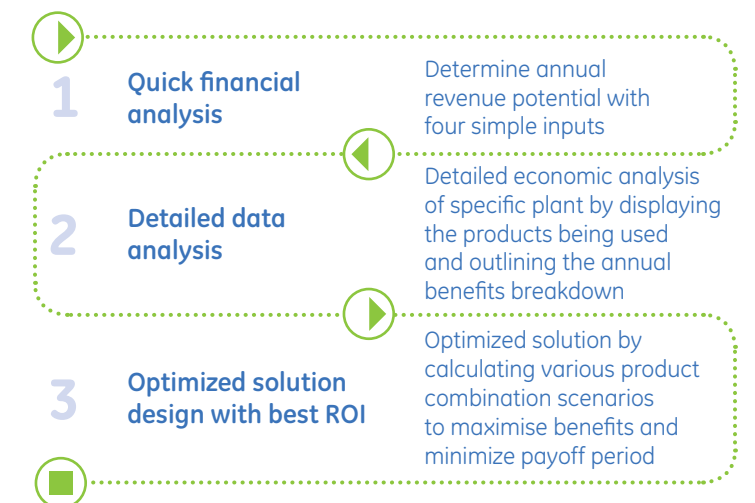 1
Quick financial
analysis
Determine annual
revenue potential with
four simple inputs
2
Detailed data
analysis
Detailed economic analysis
of specific plant by displaying
the products being used
and outlining the annual
benefits breakdown
3
Optimized solution
design with best ROI
Optimized solution by
calculating various product
combination scenarios
to maximise benefits and
minimize payoff period